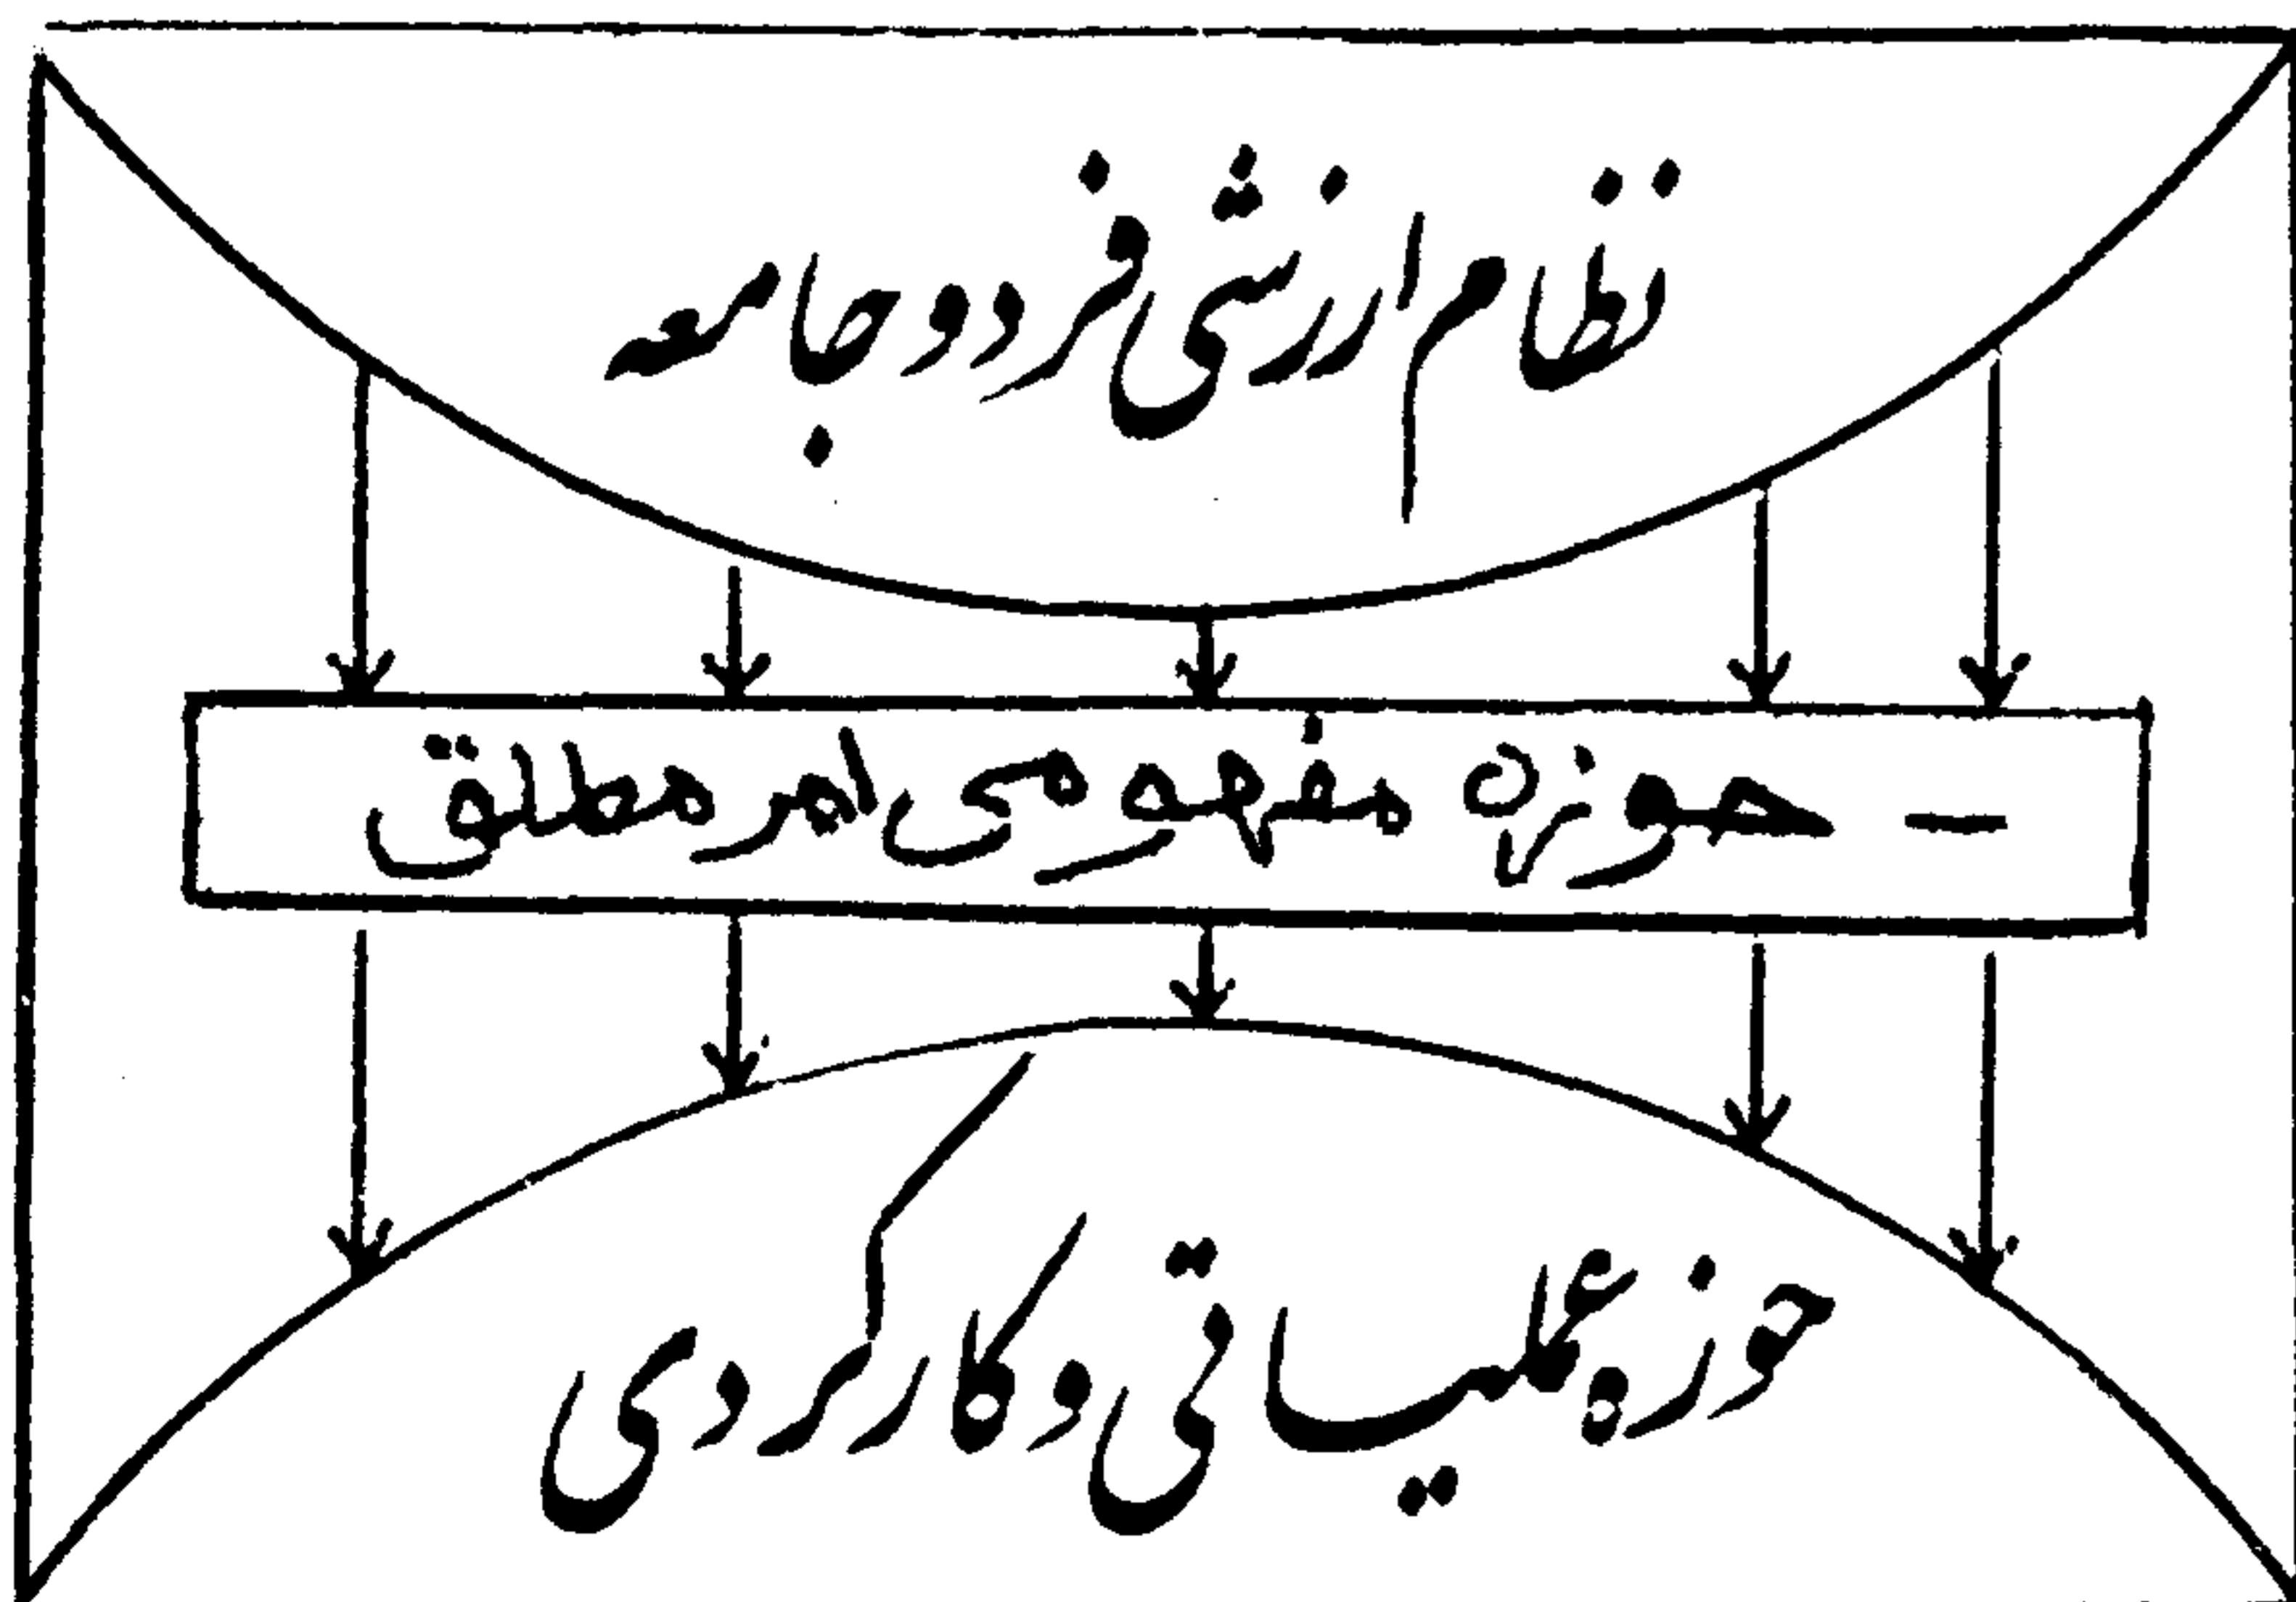 نظام ارزشی فرد و جامعه
— حوزه مفهومی امر مطلق
حوزه عملیاتی و کارکردی